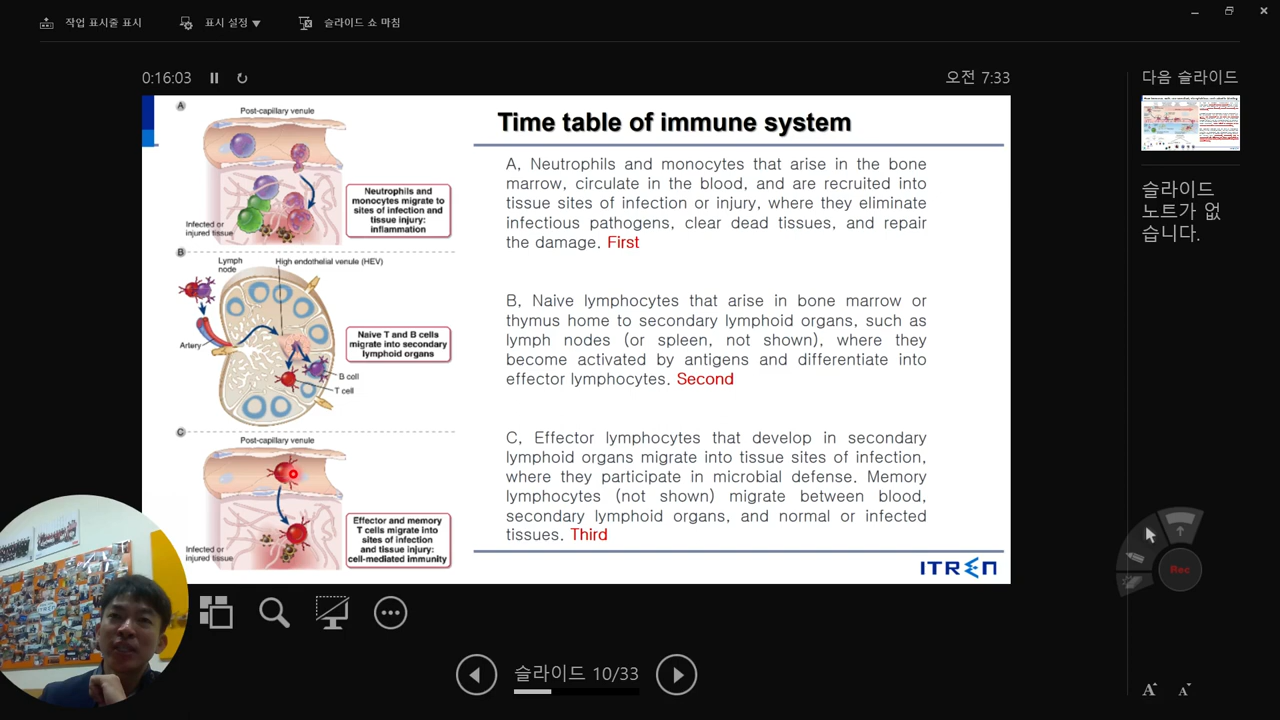 작업 표시줄 표시
표시 설정 ▼
슬라이드 쇼 마침
0:16:03
오전 7:33
다음 슬라이드
슬라이드
노트가 없
습니다.
Time table of immune system
A
Post-capillary venule
Neutrophils and
monocytes migrate to
sites of infection and
tissue injury:
inflammation
Infected or
injured tissue
B
Lymph
node
High endothelial venule (HEV)
Artery
Naive T and B cells
migrate into secondary
lymphoid organs
B cell
T cell
C
Post-capillary venule
Effector and memory
T cells migrate into
sites of infection
and tissue injury:
cell-mediated immunity
Infected or
injured tissue
A, Neutrophils and monocytes that arise in the bone
marrow, circulate in the blood, and are recruited into
tissue sites of infection or injury, where they eliminate
infectious pathogens, clear dead tissues, and repair
the damage. First
B, Naive lymphocytes that arise in bone marrow or
thymus home to secondary lymphoid organs, such as
lymph nodes (or spleen, not shown), where they
become activated by antigens and differentiate into
effector lymphocytes. Second
C, Effector lymphocytes that develop in secondary
lymphoid organs migrate into tissue sites of infection,
where they participate in microbial defense. Memory
lymphocytes (not shown) migrate between blood,
secondary lymphoid organs, and normal or infected
tissues. Third
ITREN
Rec
슬라이드 10/33
A A